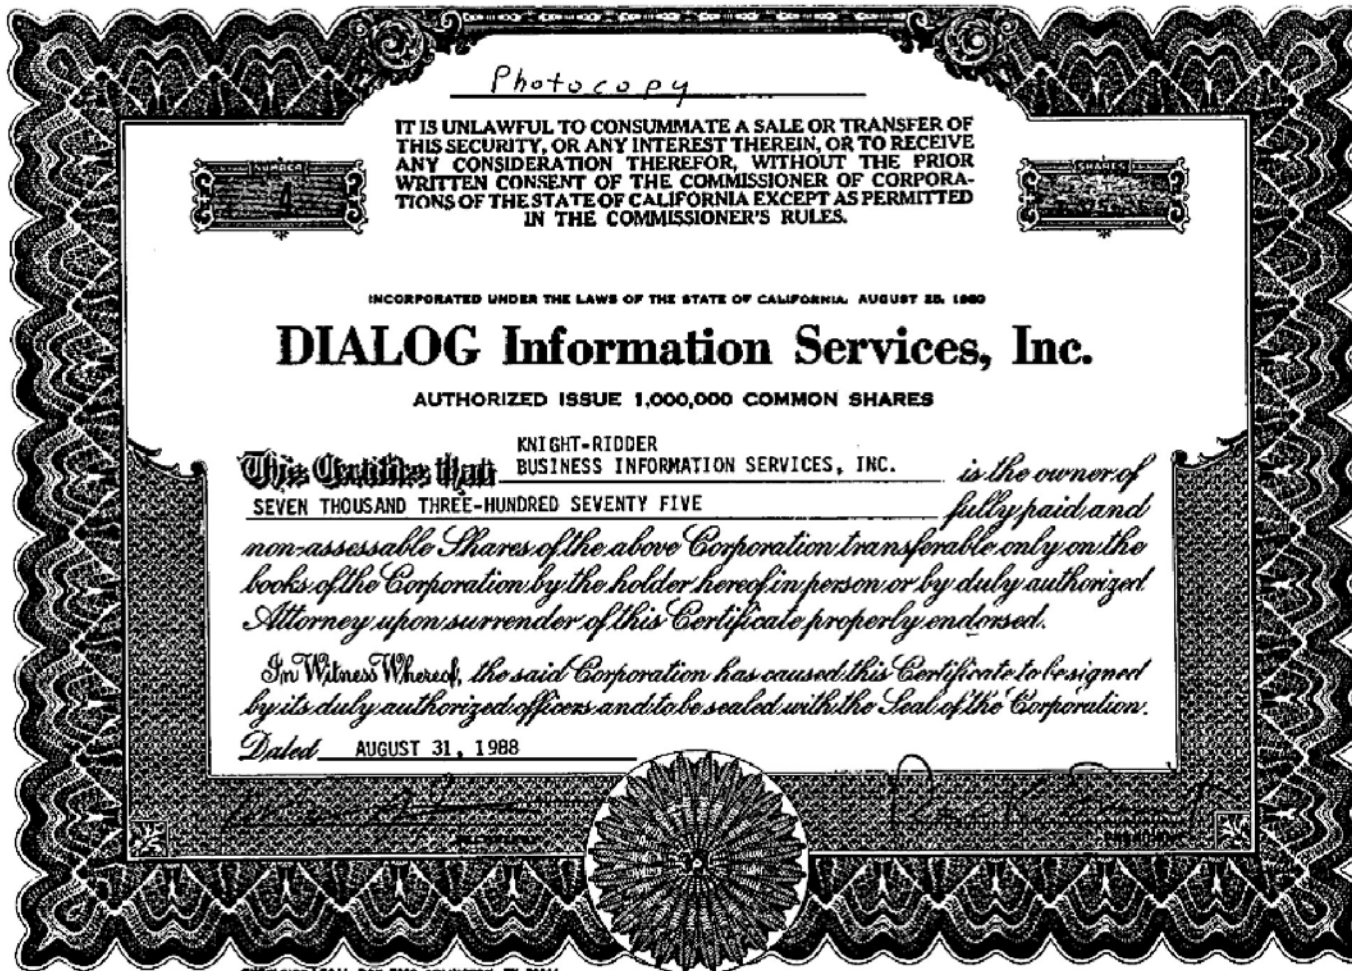 Photocopy
IT IS UNLAWFUL TO CONSUMMATE A SALE OR TRANSFER OF
THIS SECURITY, OR ANY INTEREST THEREIN, OR TO RECEIVE
ANY CONSIDERATION THEREFOR, WITHOUT THE PRIOR
WRITTEN CONSENT OF THE COMMISSIONER OF CORPORA-
TIONS OF THE STATE OF CALIFORNIA EXCEPT AS PERMITTED
IN THE COMMISSIONER'S RULES.
NUMBER
4
SHARES
INCORPORATED UNDER THE LAWS OF THE STATE OF CALIFORNIA, AUGUST
DIALOG Information Services, Inc.
AUTHORIZED ISSUE 1,000,000 COMMON SHARES
KNIGHT-RIDDER
This Certifies that BUSINESS INFORMATION SERVICES, INC. is the owner of
SEVEN THOUSAND THREE-HUNDRED SEVENTY FIVE fully paid and
non-assessable Shares of the above Corporation transferable only on the
books of the Corporation by the holder hereof in person or by duly authorized
Attorney upon surrender of this Certificate properly endorsed.
In Witness Whereof, the said Corporation has caused this Certificate to be signed
by its duly authorized officers and to be sealed with the Seal of the Corporation.
Dated AUGUST 31, 1988